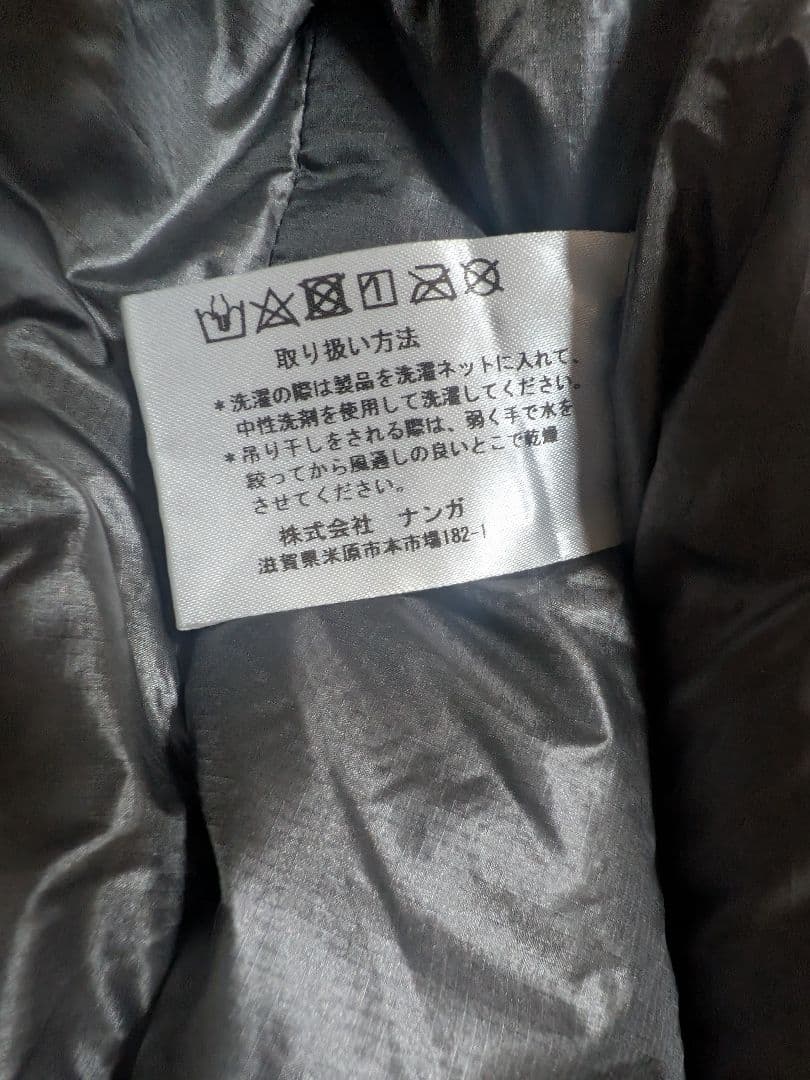 取り扱い方法
*洗濯の際は製品を洗濯ネットに入れて、
中性洗剤を使用して洗濯してください。
*吊り干しをされる際は、弱く手で水を
絞ってから風通しの良いとこで乾燥
させてください。
株式会社 ナンガ
滋賀県米原市本市場182-1